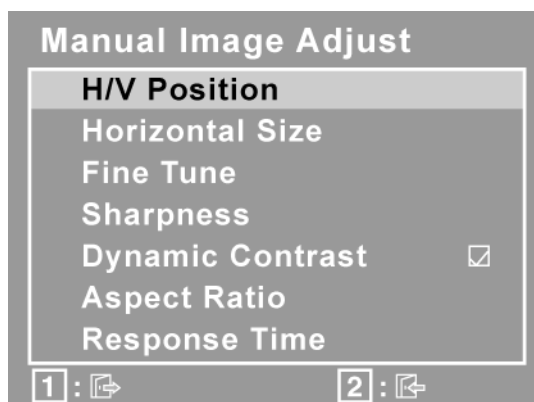 Manual Image Adjust
H/V Position
Horizontal Size
Fine Tune
Sharpness
Dynamic Contrast
Aspect Ratio
Response Time
1 : 2 :